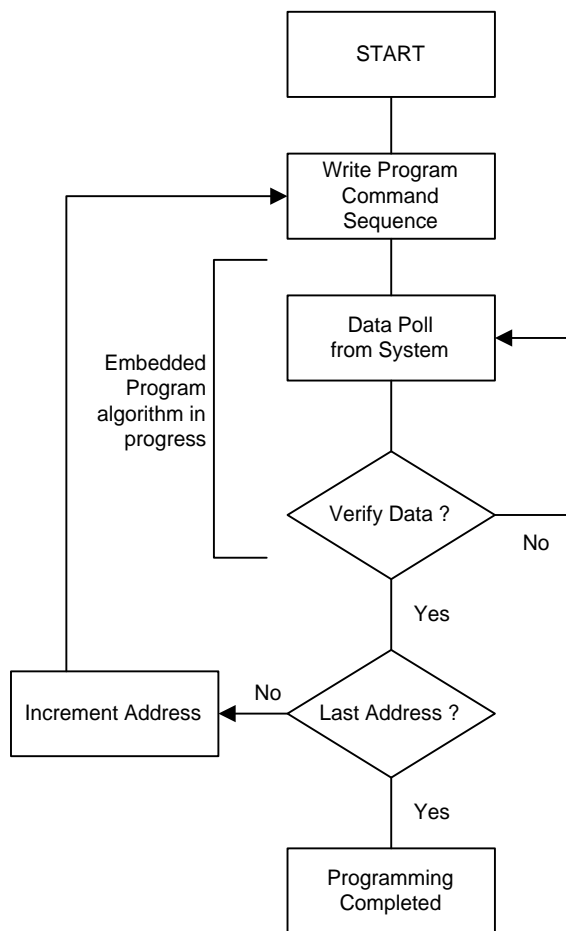 START
Write Program
Command
Sequence
Data Poll
from System
Embedded
Program
algorithm in
progress
Verify Data ?
No
Yes
Increment Address
No
Last Address ?
Yes
Programming
Completed